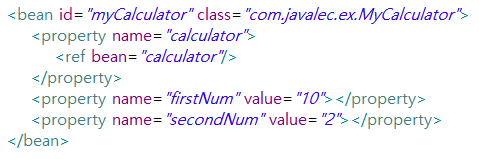 <bean id="myCalculator" class="com.javalec.ex.MyCalculator">
<property name="calculator">
<ref bean="calculator"/>
</property>
<property name="firstNum" value="10"></property>
<property name="secondNum" value="2"></property>
</bean>